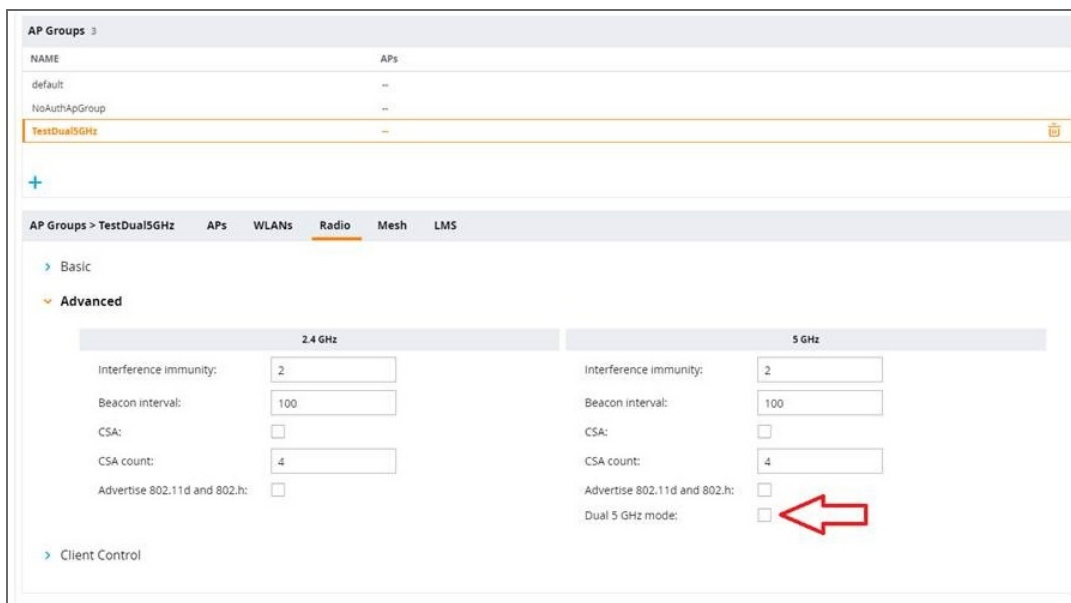 AP Groups 3
NAME APs
default --
NoAuthApGroup --
TestDual5GHz --
+
AP Groups > TestDual5GHz APs WLANs Radio Mesh LMS
> Basic
Advanced
2.4 GHz 5 GHz
Interference immunity: 2 Interference immunity: 2
Beacon interval: 100 Beacon interval: 100
CSA: CSA:
CSA count: 4 CSA count: 4
Advertise 802.11d and 802.h: Advertise 802.11d and 802.h:
Dual 5 GHz mode:
> Client Control